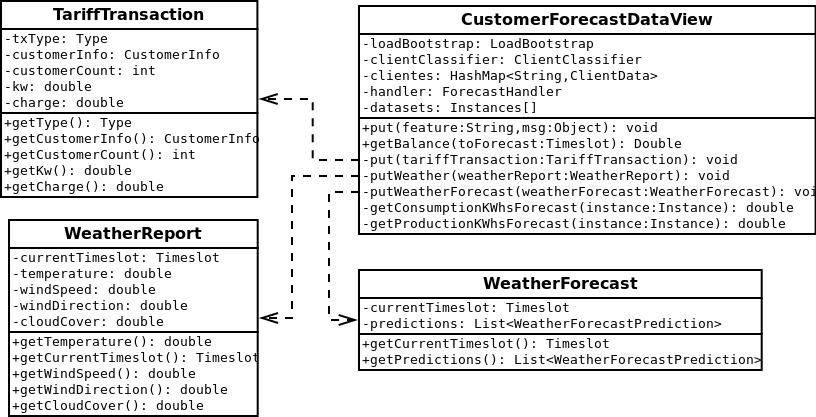 TariffTransaction
-txType: Type
-customerInfo: CustomerInfo
-customerCount: int
-kw: double
-charge: double
+getType(): Type
+getCustomerInfo(): CustomerInfo
+getCustomerCount(): int
+getKw(): double
+getCharge(): double
CustomerForecastDataView
-loadBootstrap: LoadBootstrap
-clientClassifier: ClientClassifier
-clientes: HashMap<String,ClientData>
-handler: ForecastHandler
-datasets: Instances[]
+put(feature:String,msg:Object): void
+getBalance(toForecast:Timeslot): Double
-put(tariffTransaction:TariffTransaction): void
-putWeather(weatherReport:WeatherReport): void
-putWeatherForecast(weatherForecast:WeatherForecast): voi
-getConsumptionKWhsForecast(instance:Instance): double
-getProductionKWhsForecast(instance:Instance): double
WeatherReport
-currentTimeslot: Timeslot
-temperature: double
-windSpeed: double
-windDirection: double
-cloudCover: double
+getTemperature(): double
+getCurrentTimeslot(): Timeslot
+getWindSpeed(): double
+getWindDirection(): double
+getCloudCover(): double
WeatherForecast
-currentTimeslot: Timeslot
-predictions: List<WeatherForecastPrediction>
+getCurrentTimeslot(): Timeslot
+getPredictions(): List<WeatherForecastPrediction>